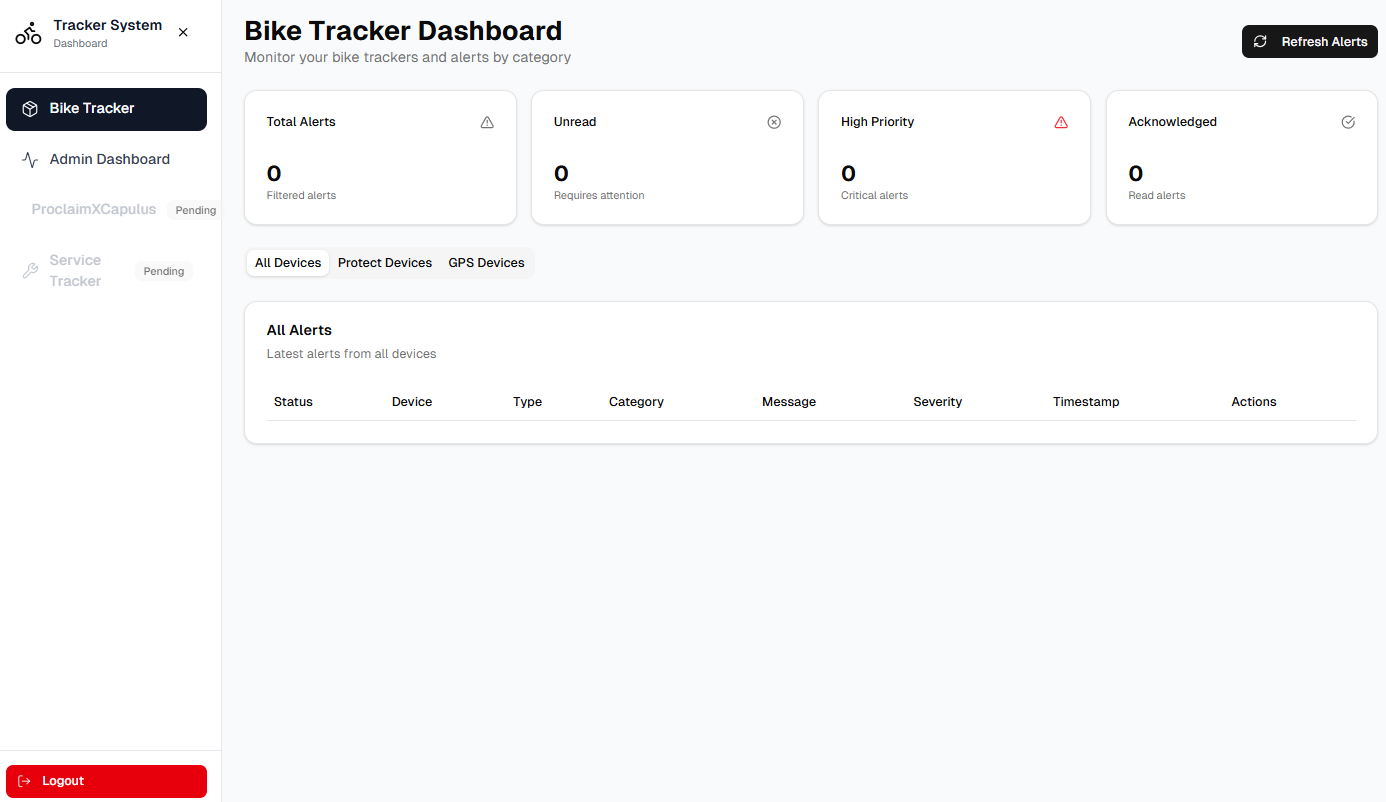 Tracker System
Dashboard
Bike Tracker
Admin Dashboard
ProclaimXCapulus Pending
Service
Tracker
Pending
Logout
Bike Tracker Dashboard
Monitor your bike trackers and alerts by category
Refresh Alerts
Total Alerts
0
Filtered alerts
Unread
0
Requires attention
High Priority
0
Critical alerts
Acknowledged
0
Read alerts
All Devices Protect Devices GPS Devices
All Alerts
Latest alerts from all devices
Status Device Type Category Message Severity Timestamp Actions